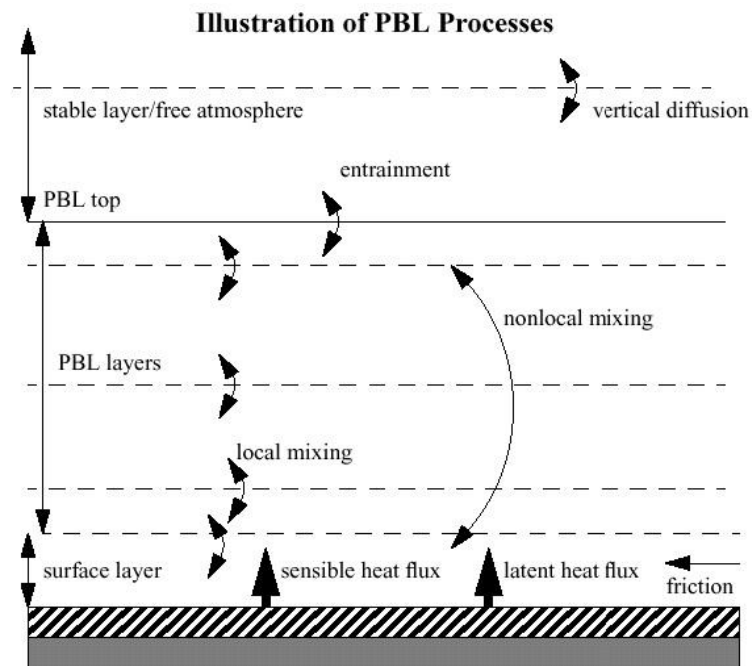 Illustration of PBL Processes
stable layer/free atmosphere
vertical diffusion
entrainment
PBL top
nonlocal mixing
PBL layers
local mixing
surface layer
sensible heat flux
latent heat flux
friction